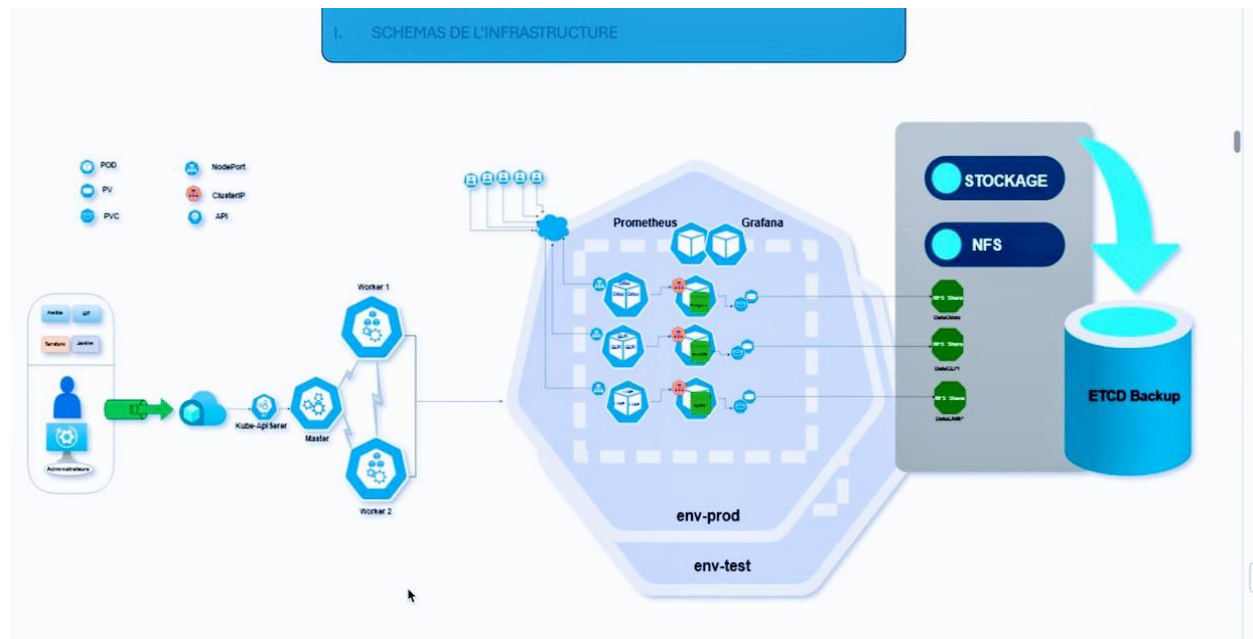 I. SCHEMAS DE L'INFRASTRUCTURE
POD
NodePort
PV
ClusterIP
PVC
API
Prometheus
Grafana
STOCKAGE
NFS
Worker 1
Ansible
GIT
Terraform
Jenkins
Kube-ApiSerer
Master
Administrateurs
Worker 2
NFS Share
NFS Share
NFS Share
ETCD Backup
env-prod
env-test